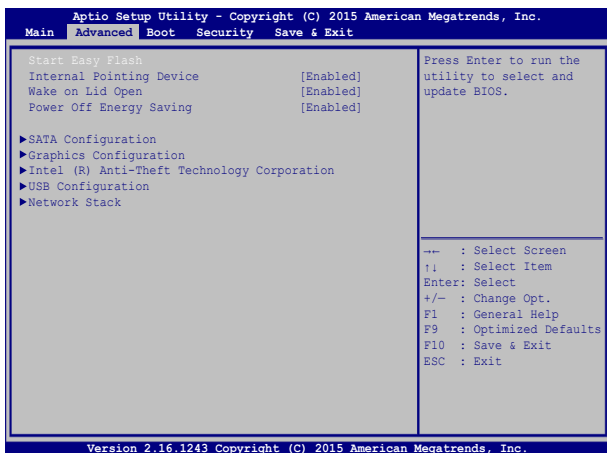 Aptio Setup Utility - Copyright (C) 2015 American Megatrends, Inc.
Main Advanced Boot Security Save & Exit
Start Easy Flash
Internal Pointing Device [Enabled]
Wake on Lid Open [Enabled]
Power Off Energy Saving [Enabled]
▶SATA Configuration
▶Graphics Configuration
▶Intel (R) Anti-Theft Technology Corporation
▶USB Configuration
▶Network Stack
Press Enter to run the
utility to select and
update BIOS.
→← : Select Screen
↑↓ : Select Item
Enter: Select
+/— : Change Opt.
F1 : General Help
F9 : Optimized Defaults
F10 : Save & Exit
ESC : Exit
Version 2.16.1243 Copyright (C) 2015 American Megatrends, Inc.